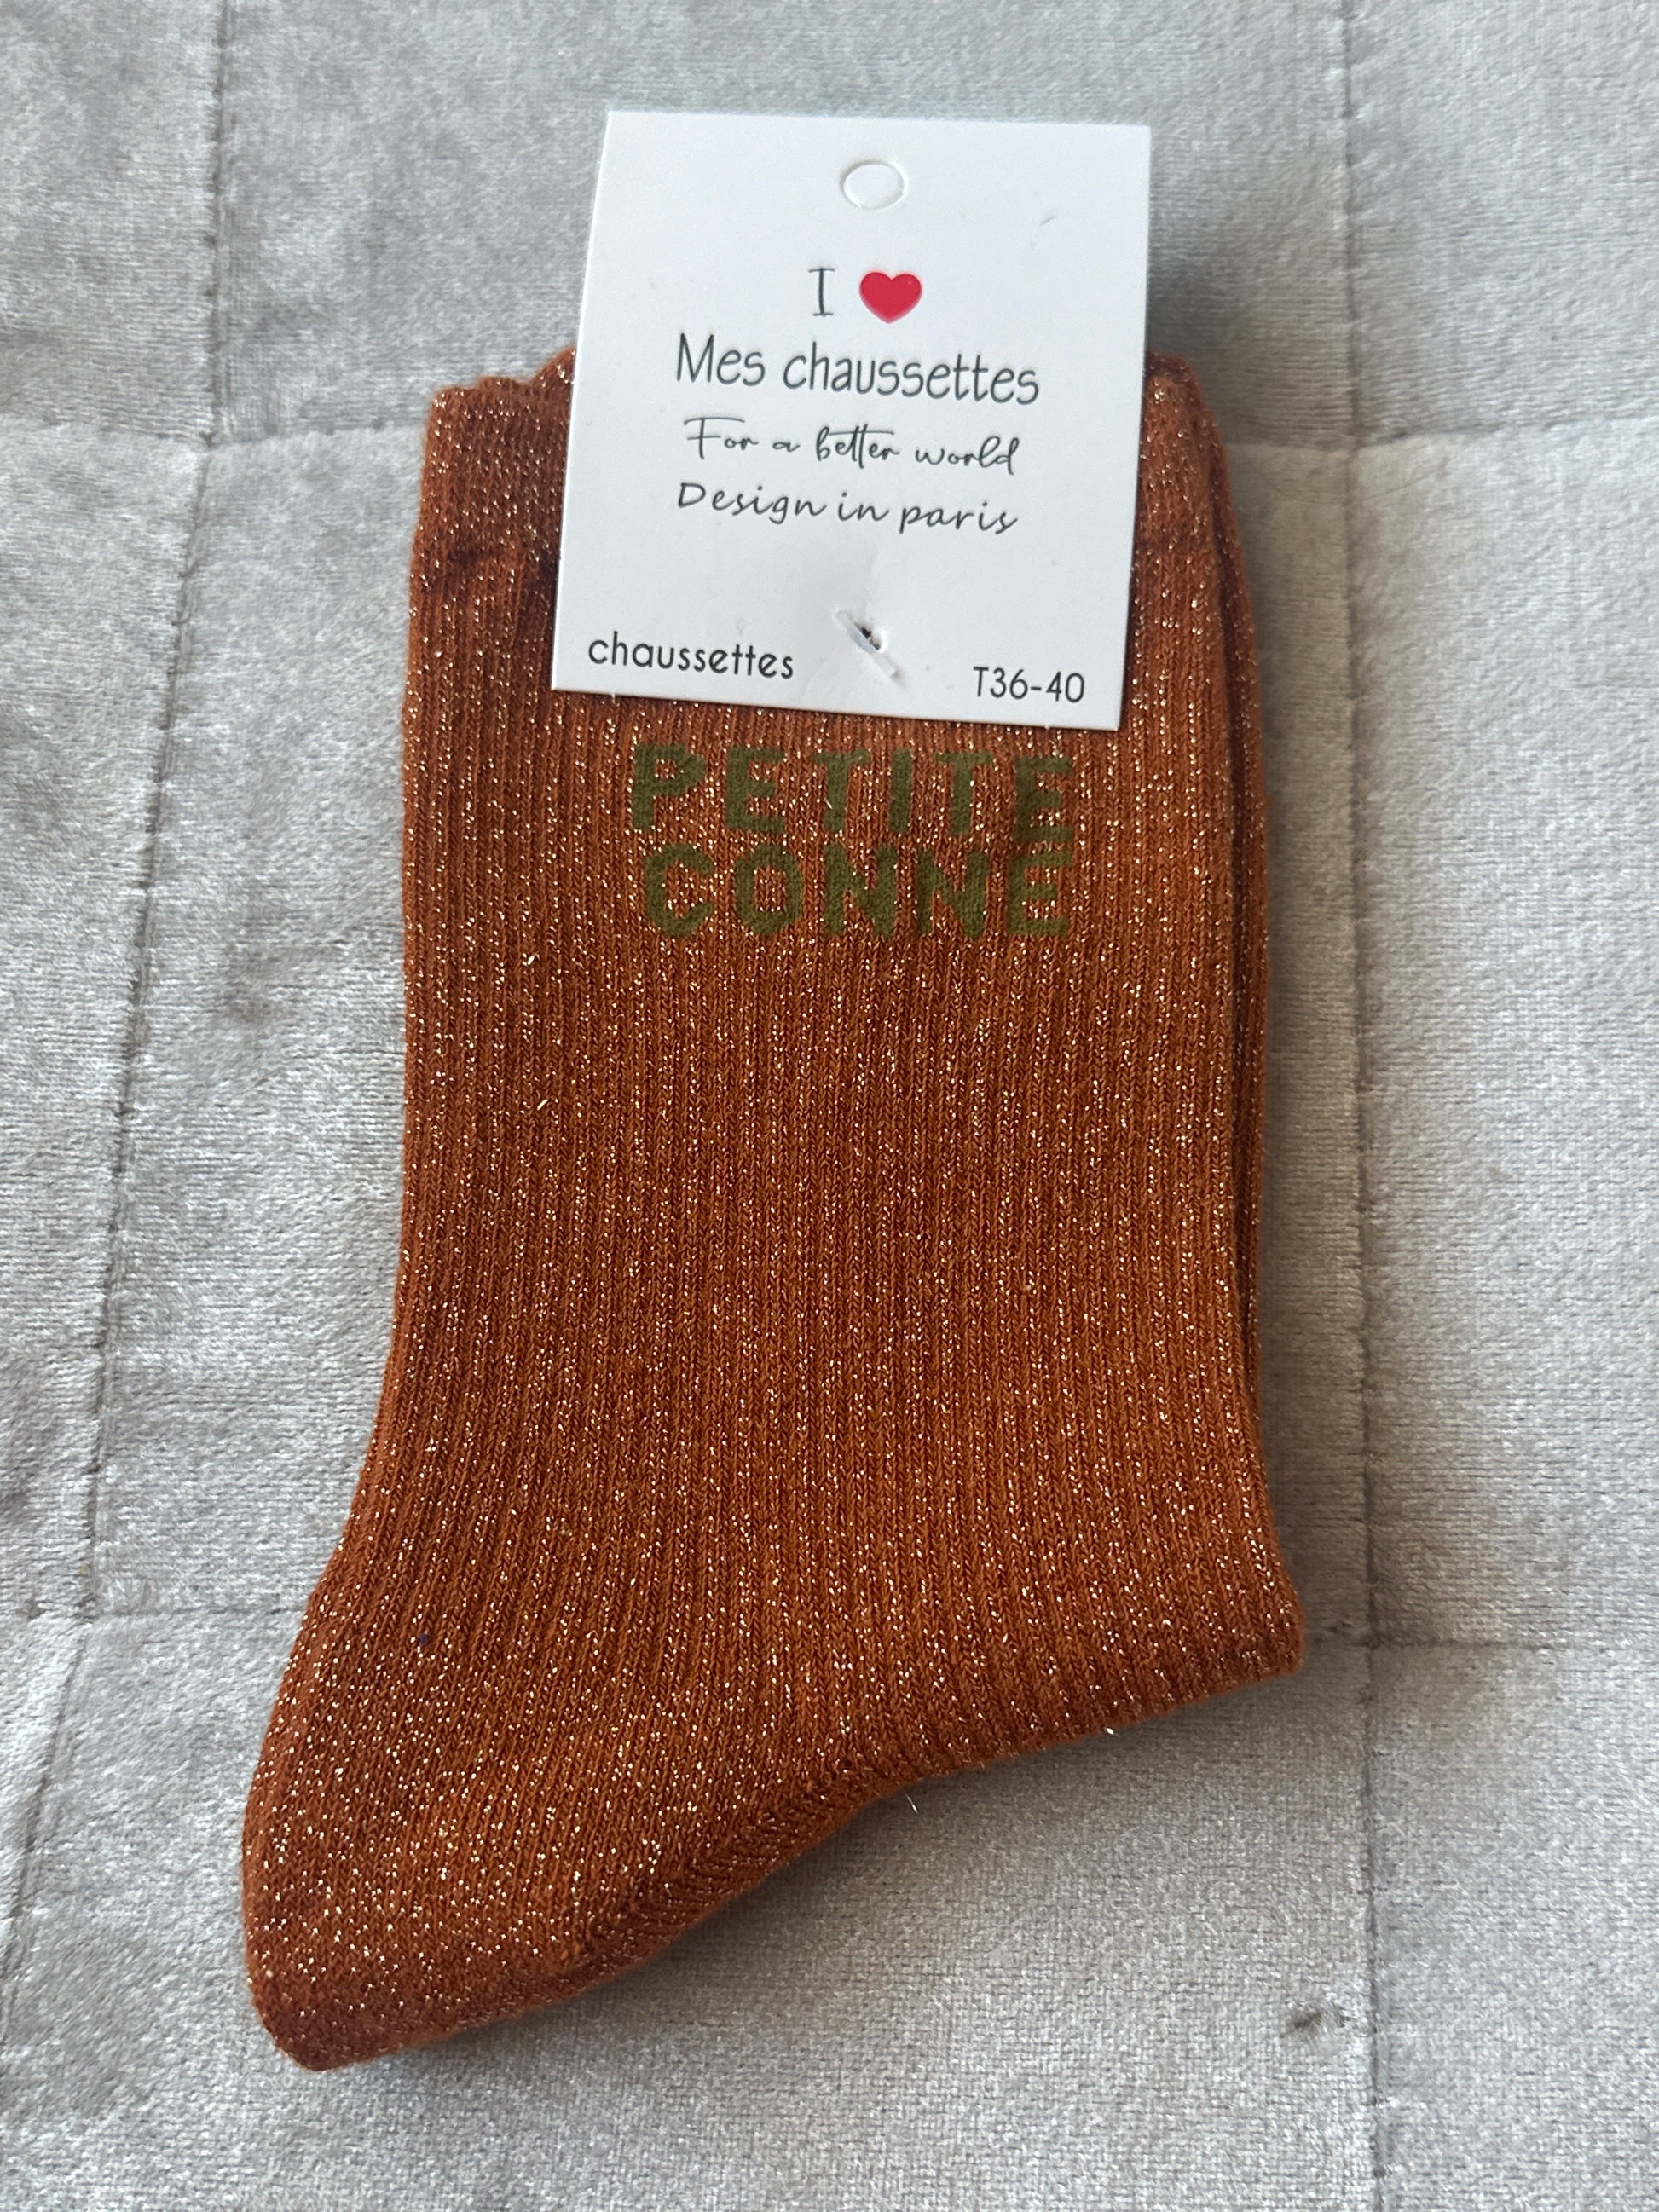 I ❤
Mes chaussettes
For a better world
Design in paris
chaussettes T36-40
PETITE
CONNE